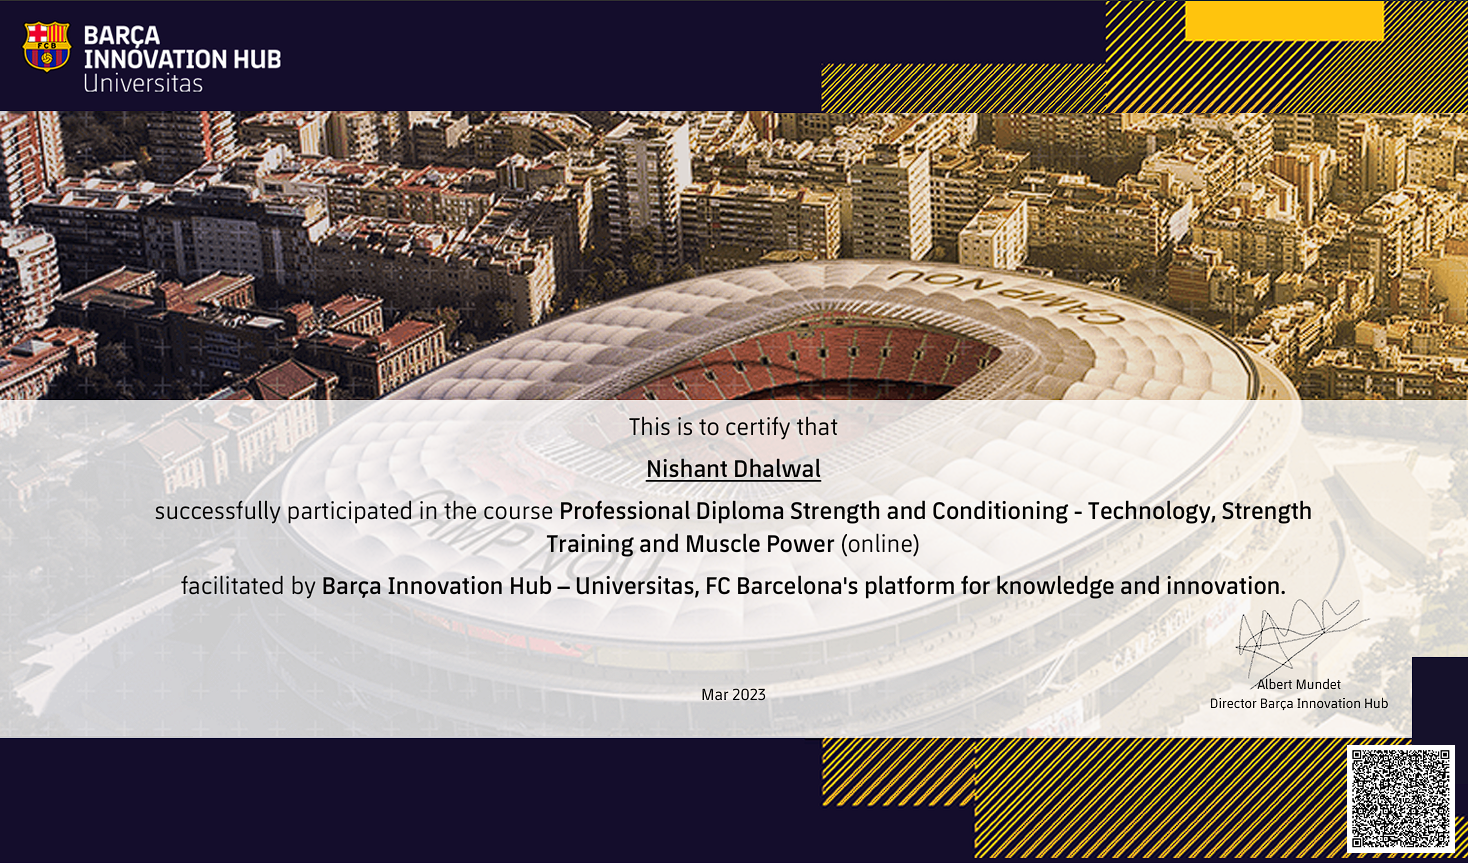 FCB
BARÇA
INNOVATION HUB
Universitas
CAMP NOU
This is to certify that
Nishant Dhalwal
successfully participated in the course Professional Diploma Strength and Conditioning - Technology, Strength
Training and Muscle Power (online)
facilitated by Barça Innovation Hub – Universitas, FC Barcelona's platform for knowledge and innovation.
Mar 2023
Albert Mundet
Director Barça Innovation Hub